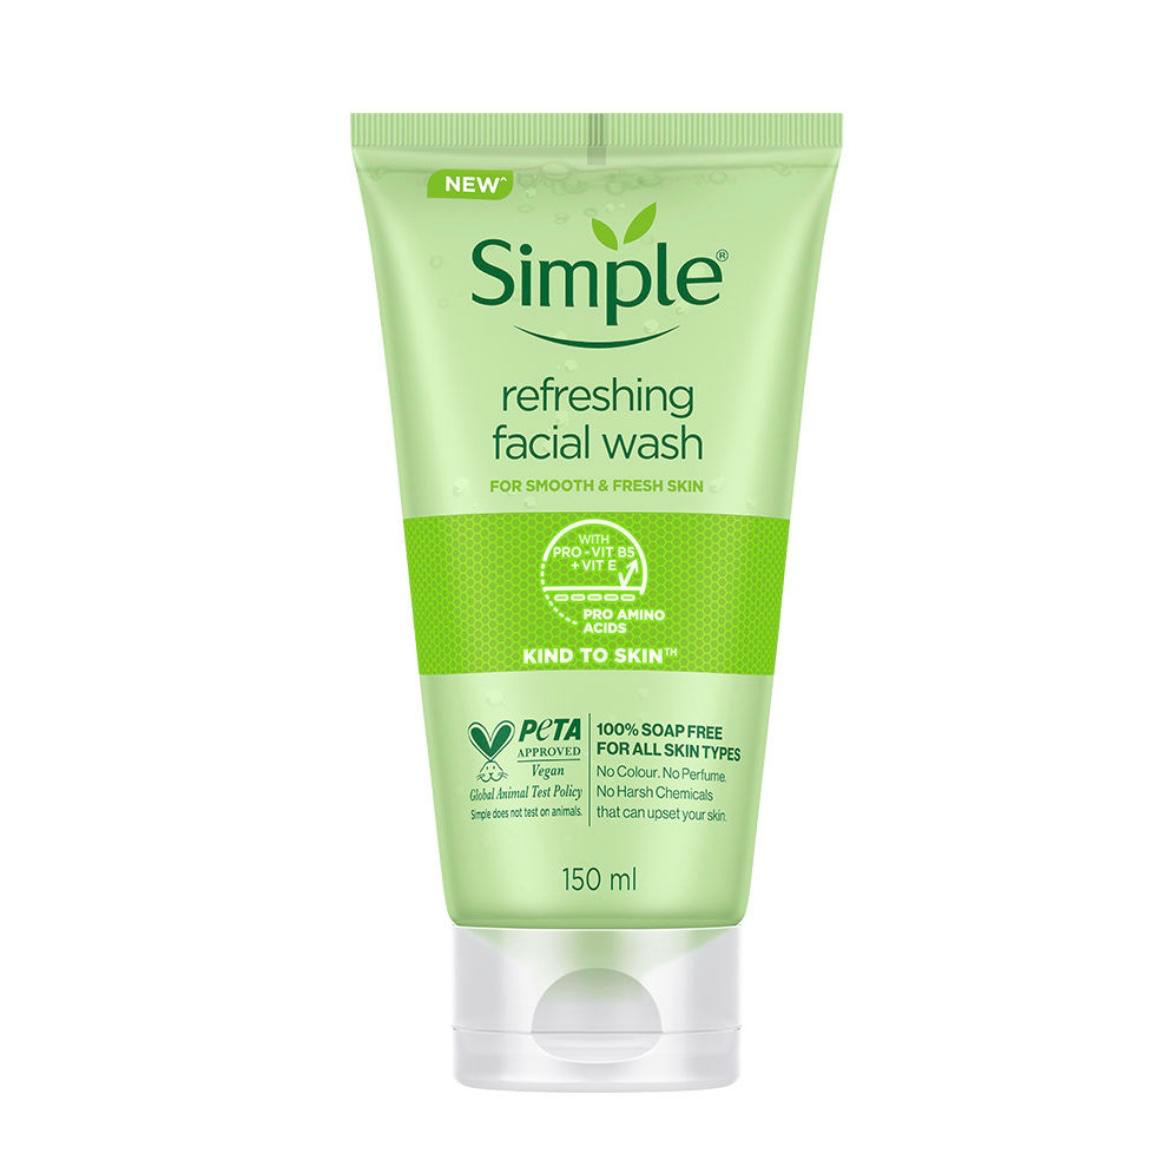 NEW^
Simple®
refreshing
facial wash
FOR SMOOTH & FRESH SKIN
WITH
PRO-VIT B5
+VIT E
PRO AMINO
ACIDS
KIND TO SKIN™
PETA
APPROVED
Vegan
Global Animal Test Policy
Simple does not test on animals.
100% SOAP FREE
FOR ALL SKIN TYPES
No Colour. No Perfume.
No Harsh Chemicals
that can upset your skin.
150 ml